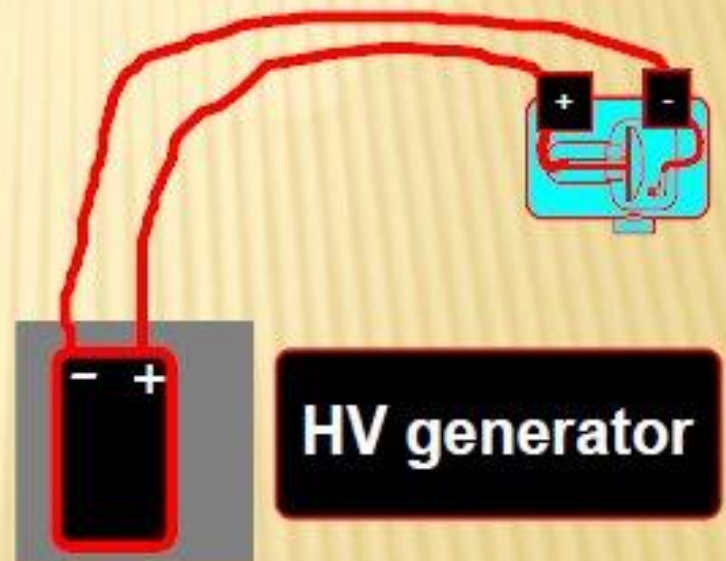 + -
- +
HV generator